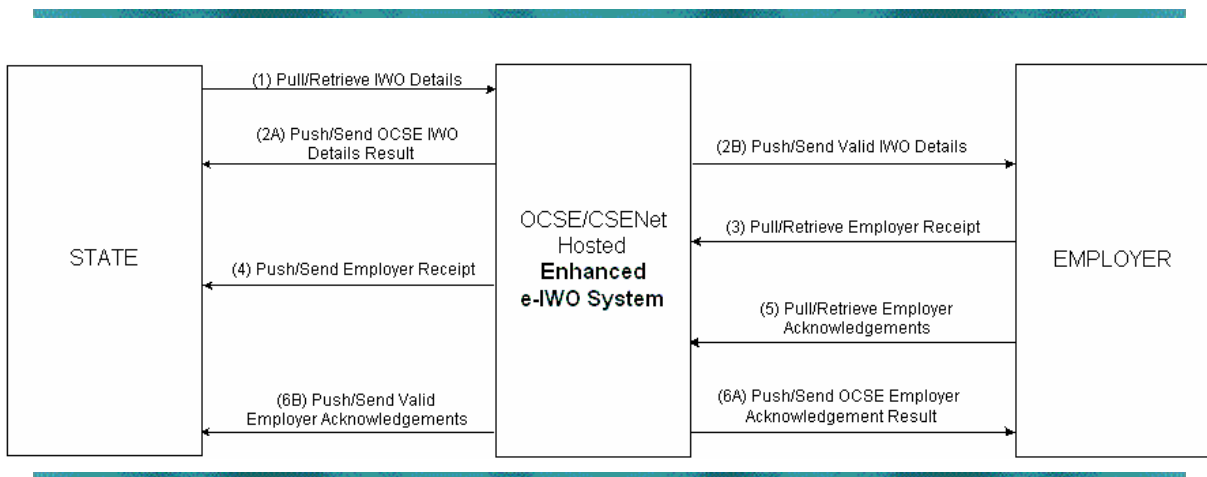 (1) Pull/Retrieve IWO Details
(2A) Push/Send OCSE IWO
Details Result
(2B) Push/Send Valid IWO Details
STATE
OCSE/CSENet
Hosted
Enhanced
e-IWO System
EMPLOYER
(3) Pull/Retrieve Employer Receipt
(4) Push/Send Employer Receipt
(5) Pull/Retrieve Employer
Acknowledgements
(6B) Push/Send Valid
Employer Acknowledgements
(6A) Push/Send OCSE Employer
Acknowledgement Result